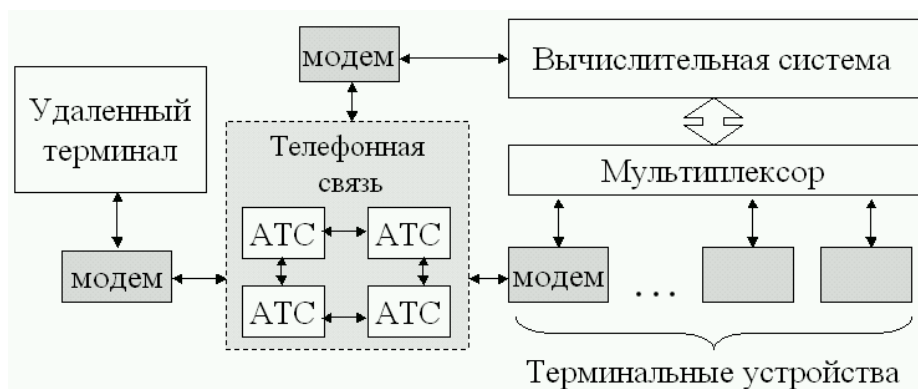 модем
Вычислительная система
Удаленный
терминал
Телефонная
связь
Мультиплексор
АТС
АТС
модем
модем
...
АТС
АТС
Терминальные устройства